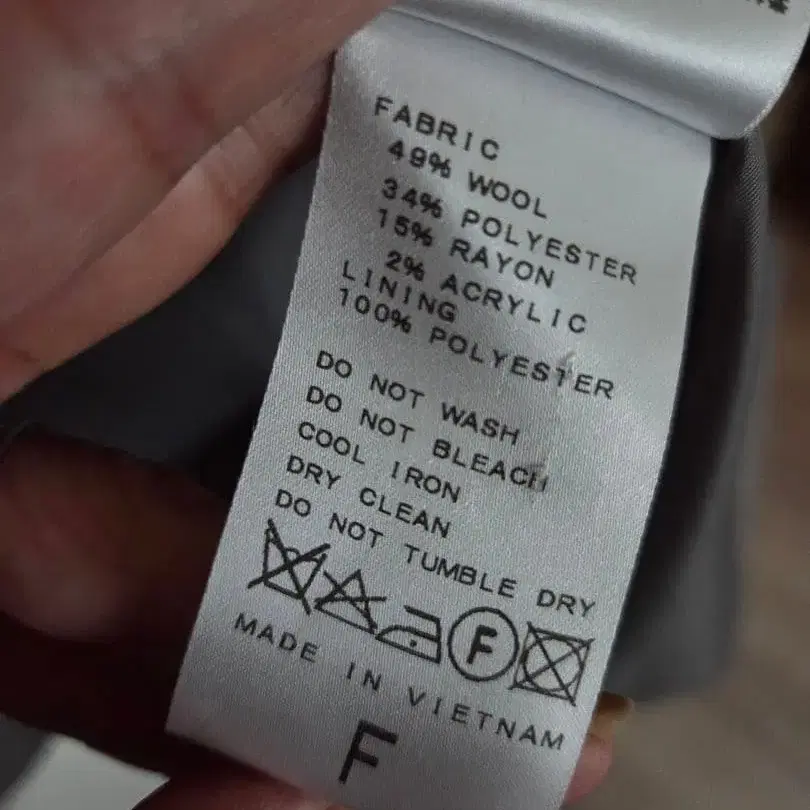 FABRIC
49% WOOL
34% POLYESTER
15% RAYON
2% ACRYLIC
LINING
100% POLYESTER
DO NOT WASH
DO NOT BLEACH
COOL IRON
DRY CLEAN
DO NOT TUMBLE DRY
F
MADE IN VIETNAM
F